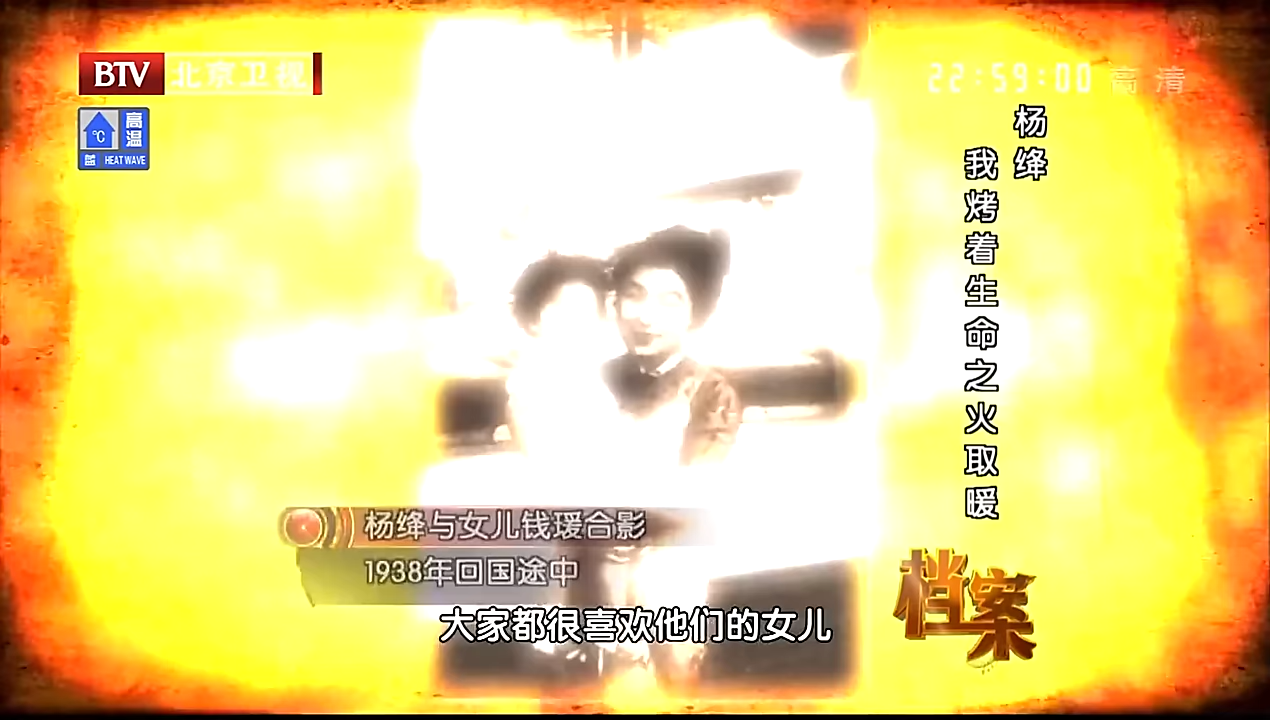 BTV 北京卫视
22:59:00 高清
℃ 高温
蓝 HEAT WAVE
杨绛
我烤着生命之火取暖
杨绛与女儿钱瑗合影
1938年回国途中
大家都很喜欢他们的女儿
档案